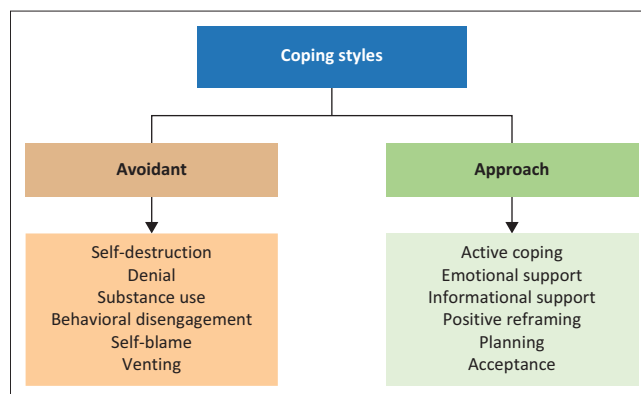 Coping styles
Avoidant
Approach
Self-destruction
Denial
Substance use
Behavioral disengagement
Self-blame
Venting
Active coping
Emotional support
Informational support
Positive reframing
Planning
Acceptance